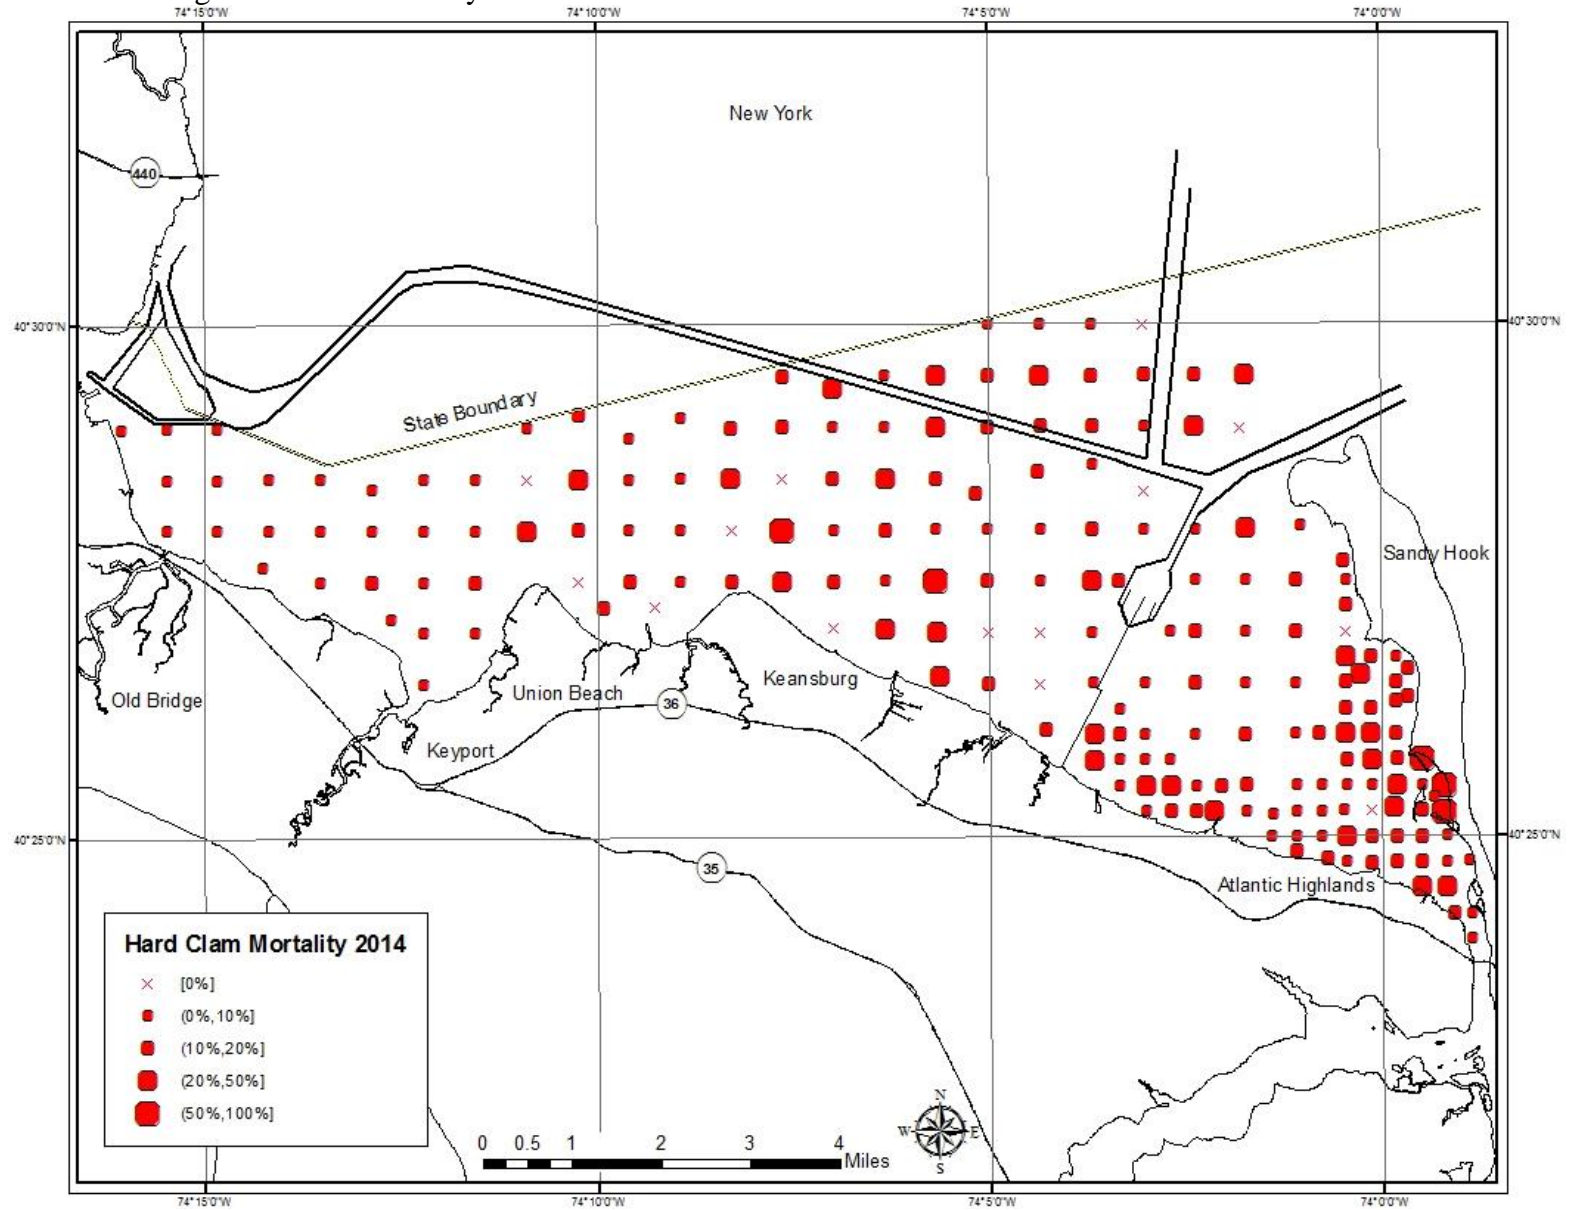 74°15'0"W 74°10'0"W 74°5'0"W 74°0'0"W
New York
440
40°30'0"N 40°30'0"N
State Boundary
Sandy Hook
Old Bridge
Union Beach
Keansburg
36
Keyport
40°25'0"N 40°25'0"N
35
Atlantic Highlands
Hard Clam Mortality 2014
[0%]
(0%,10%]
(10%,20%]
(20%,50%]
(50%,100%]
N
W E
S
0 0.5 1 2 3 4
Miles
74°15'0"W 74°10'0"W 74°5'0"W 74°0'0"W